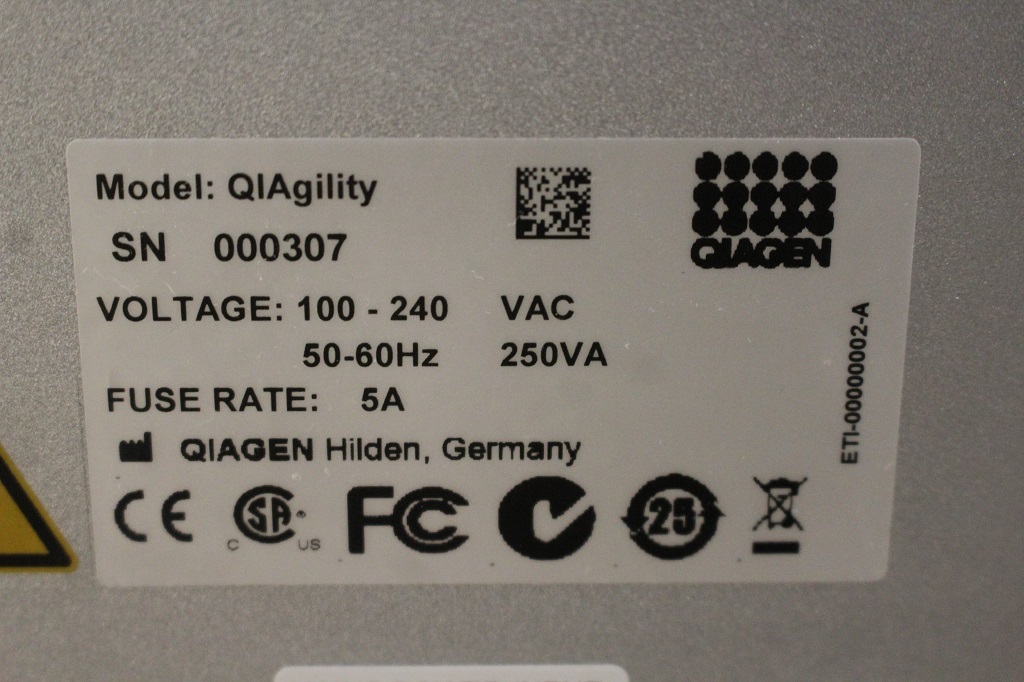 Model: QIAgility
SN 000307
QIAGEN
VOLTAGE: 100 - 240 VAC
50-60Hz 250VA
FUSE RATE: 5A
QIAGEN Hilden, Germany
ETI-00000002-A
CE
C SA US
FC
25